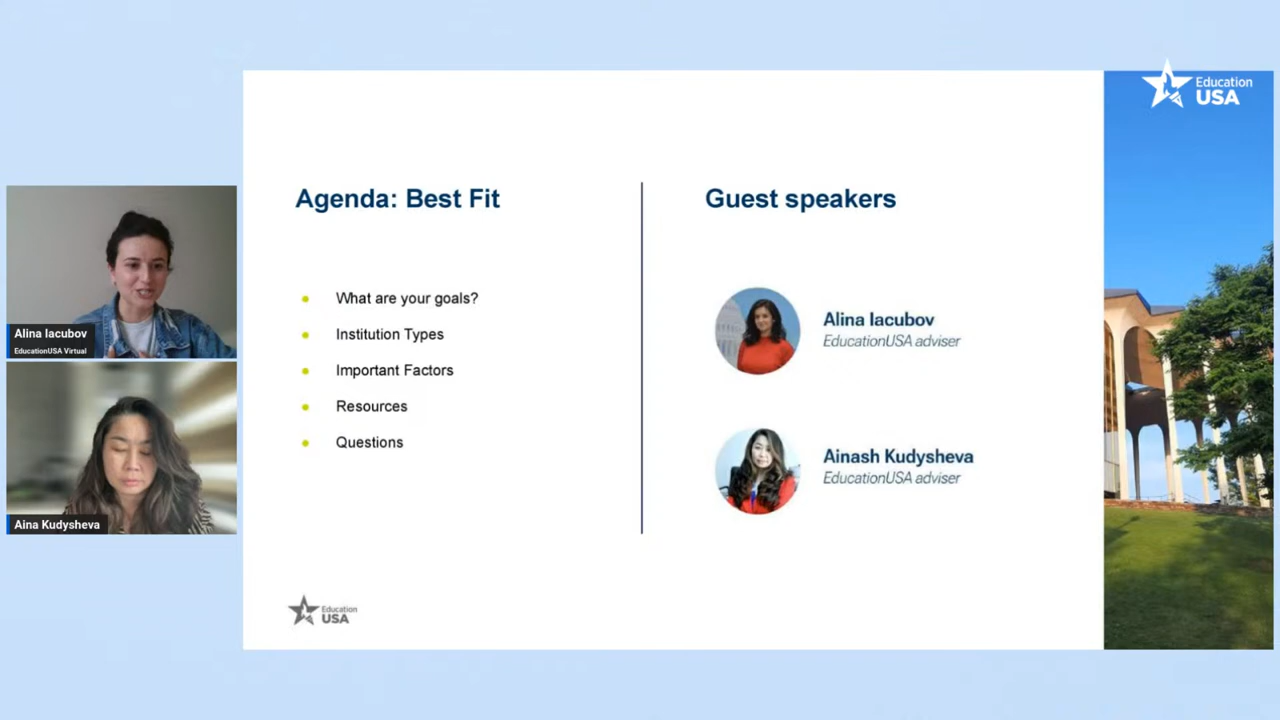 Education
USA
Agenda: Best Fit
Guest speakers
What are your goals?
Institution Types
Important Factors
Resources
Questions
Alina Iacubov
EducationUSA adviser
Ainash Kudysheva
EducationUSA adviser
Alina Iacubov
EducationUSA Virtual
Aina Kudysheva
Education
USA